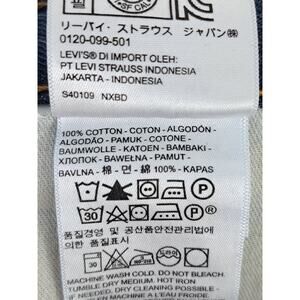 リーバイ・ストラウス ジャパン(株)
0120-099-501
LEVI'S® DI IMPORT OLEH:
PT LEVI STRAUSS INDONESIA
JAKARTA - INDONESIA
S40109 NXBD
100% COTTON - COTON - ALGODÓN -
ALGODÃO - PAMUK - COTONE -
BAUMWOLLE - KATOEN - BAMBAKI -
ХЛОПОК - BAWEŁNA - PAMUT -
BAVLNA - 棉 - 면 - 綿 100% - KAPAS
30
P
품질경영 및 공산품안전관리법에
의한 품질표시
30
MACHINE WASH COLD. DO NOT BLEACH.
TUMBLE DRY MEDIUM. HOT IRON
IF NEEDED. DRY CLEANING POSSIBLE -
LAVAGE EN MACHINE A L'EAU FROIDE.